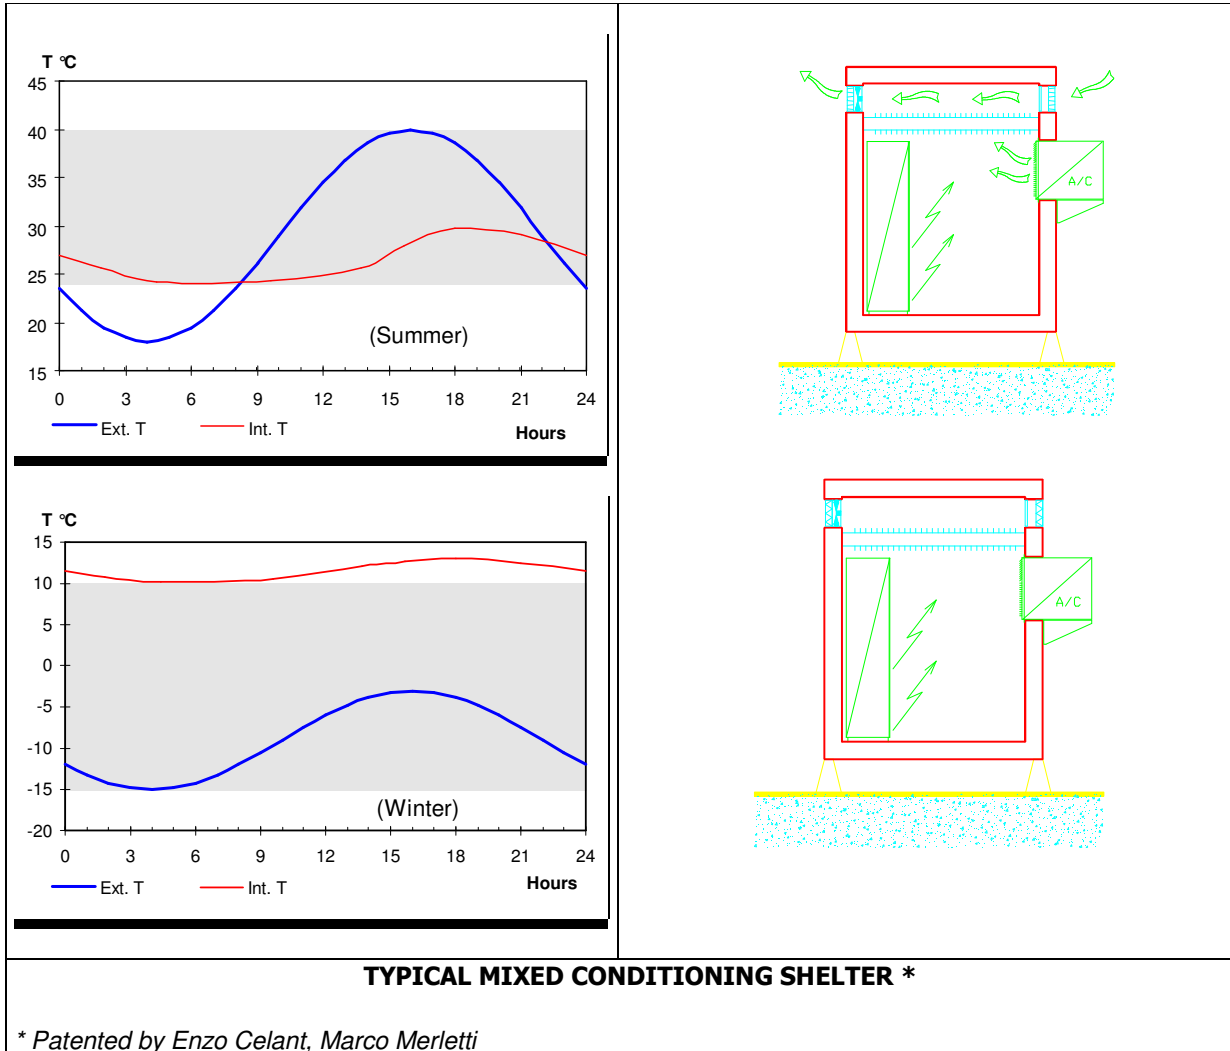 T °C
45
40
35
30
25
20
15
(Summer)
0 3 6 9 12 15 18 21 24
Ext. T Int. T Hours
A/C
T °C
15
10
5
0
-5
-10
-15
-20
(Winter)
0 3 6 9 12 15 18 21 24
Ext. T Int. T Hours
A/C
TYPICAL MIXED CONDITIONING SHELTER *
* Patented by Enzo Celant, Marco Merletti